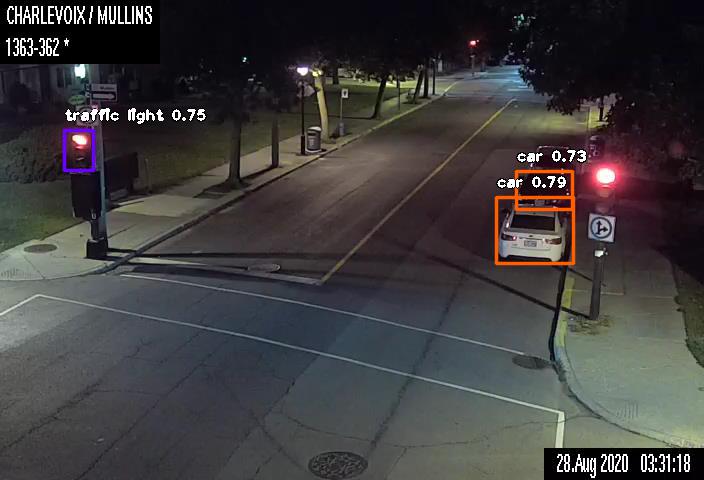 CHARLEVOIX / MULLINS
1363-362 *
traffic light 0.75
car 0.73
car 0.79
28.Aug 2020 03:31:18